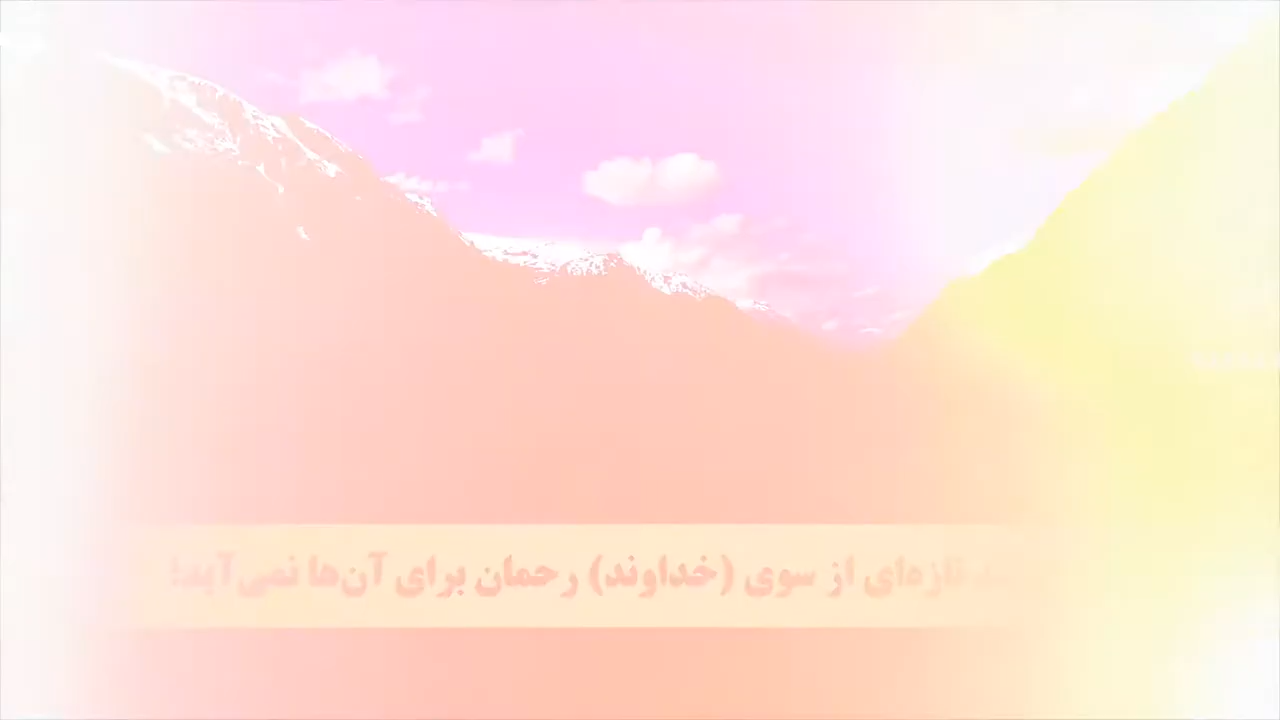 تازه‌ای از سوی (خداوند) رحمان برای آن‌ها نمی‌آید!